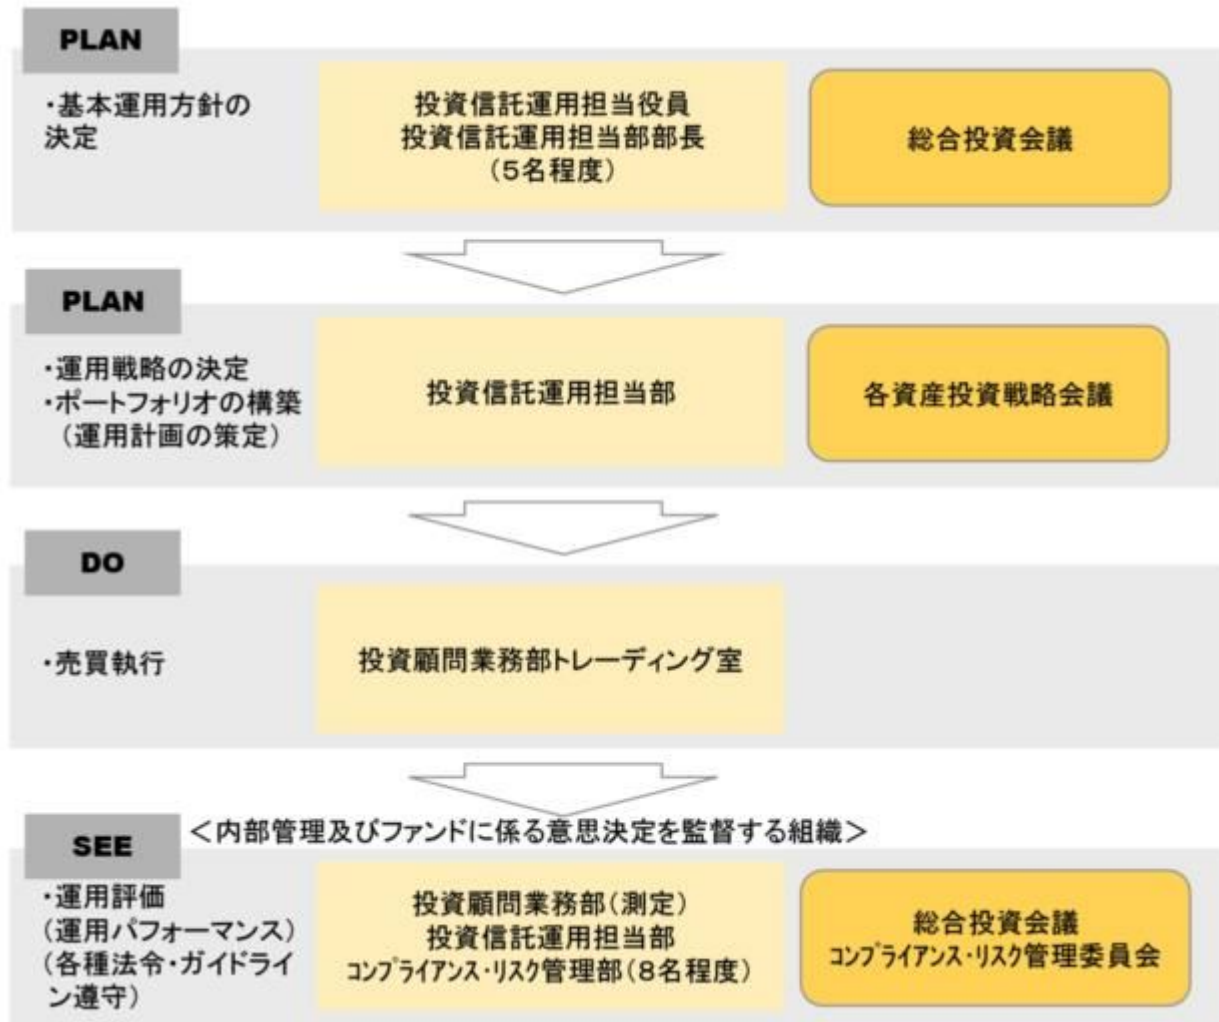 PLAN
・基本運用方針の
決定
投資信託運用担当役員
投資信託運用担当部部長
(5名程度)
総合投資会議
PLAN
・運用戦略の決定
・ポートフォリオの構築
(運用計画の策定)
投資信託運用担当部
各資産投資戦略会議
DO
・売買執行
投資顧問業務部トレーディング室
SEE
＜内部管理及びファンドに係る意思決定を監督する組織＞
・運用評価
(運用パフォーマンス)
(各種法令・ガイドライ
ン遵守)
投資顧問業務部(測定)
投資信託運用担当部
ｺﾝﾌﾟﾗｲｱﾝｽ・ﾘｽｸ管理部(8名程度)
総合投資会議
ｺﾝﾌﾟﾗｲｱﾝｽ・ﾘｽｸ管理委員会